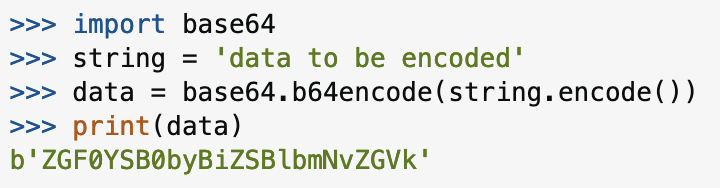 >>> import base64
>>> string = 'data to be encoded'
>>> data = base64.b64encode(string.encode())
>>> print(data)
b'ZGF0YSB0byBiZSBlbmNvZGVk'